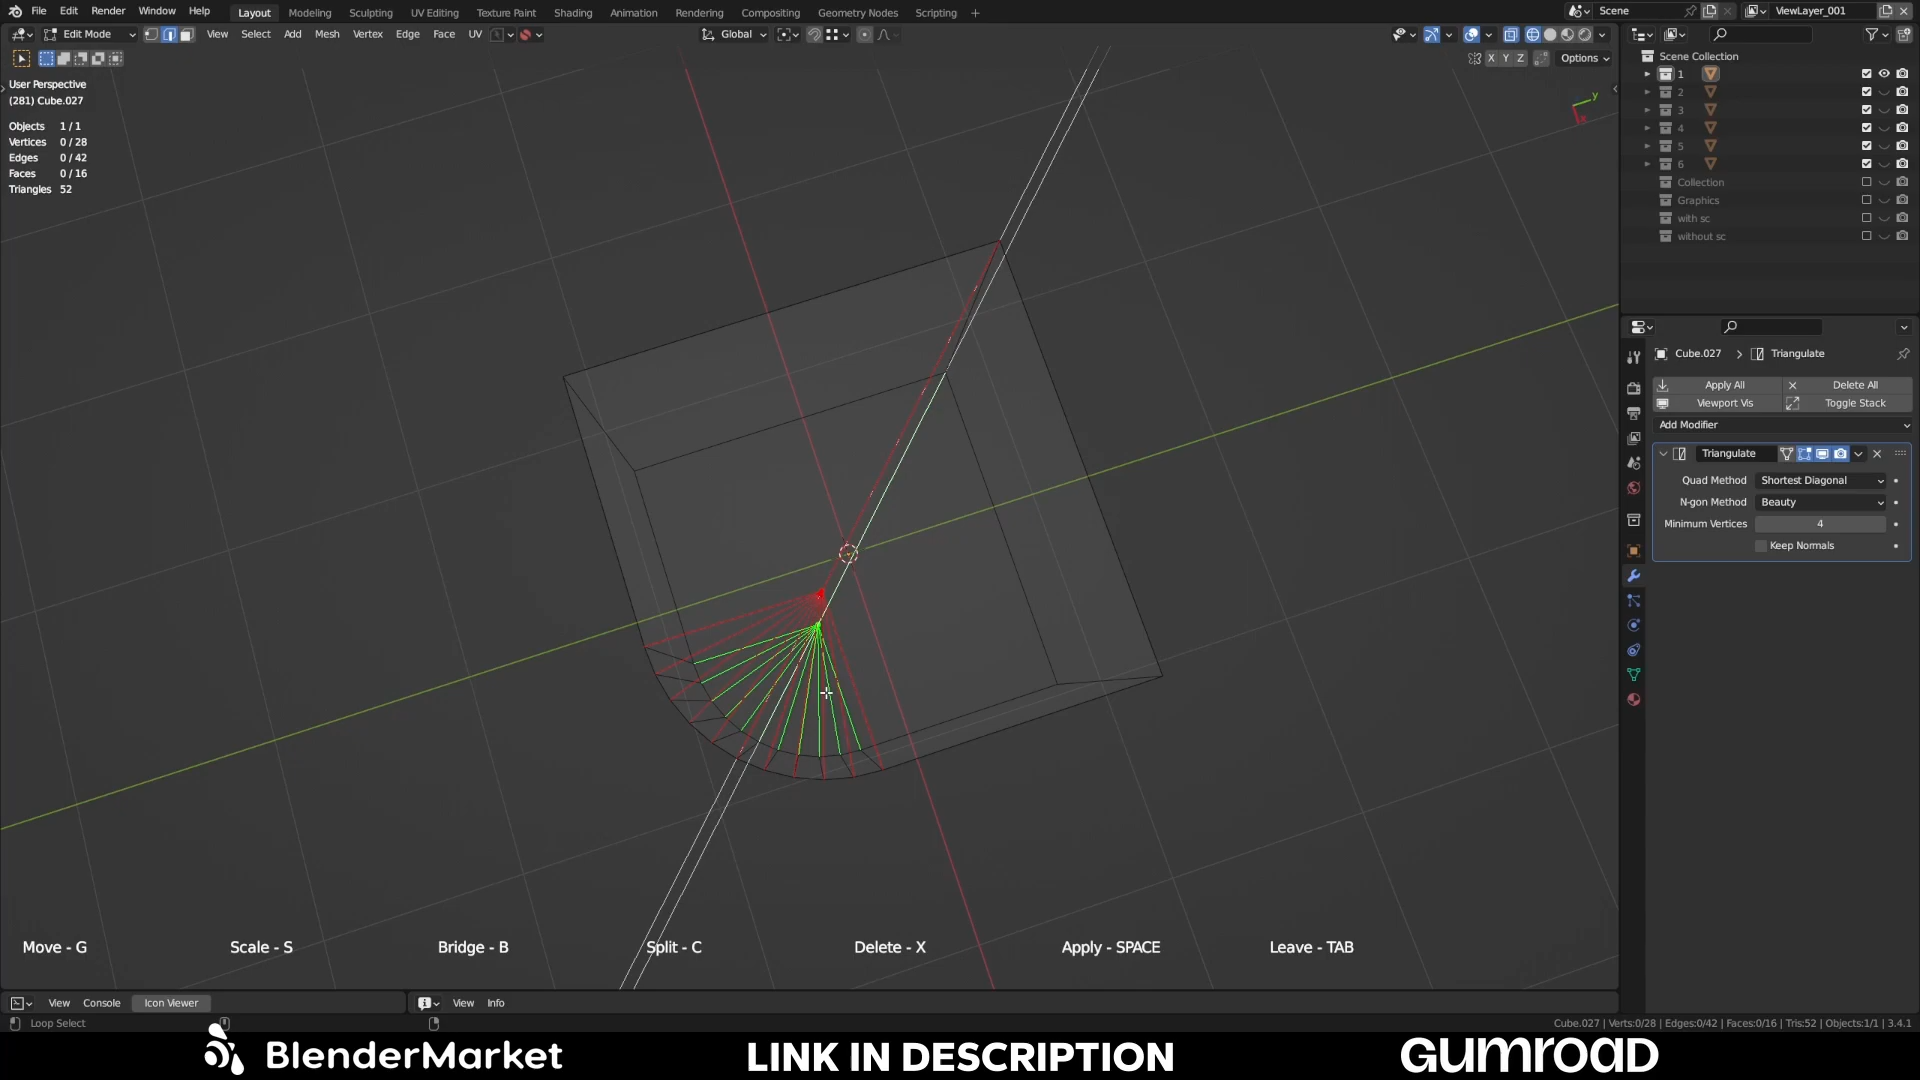 File Edit Render Window Help Layout Modeling Sculpting UV Editing Texture Paint Shading Animation Rendering Compositing Geometry Nodes Scripting + Scene ViewLayer_001
Edit Mode View Select Add Mesh Vertex Edge Face UV Global
X Y Z Options
User Perspective
(281) Cube.027
Objects 1 / 1
Vertices 0 / 28
Edges 0 / 42
Faces 0 / 16
Triangles 52
Y
X
Scene Collection
1
2
3
4
5
6
Collection
Graphics
with sc
without sc
Cube.027 > Triangulate
Apply All Delete All
Viewport Vis Toggle Stack
Add Modifier
Triangulate
Quad Method Shortest Diagonal
N-gon Method Beauty
Minimum Vertices 4
Keep Normals
Move - G Scale - S Bridge - B Split - C Delete - X Apply - SPACE Leave - TAB
View Console Icon Viewer View Info
Loop Select Cube.027 | Verts:0/28 | Edges:0/42 | Faces:0/16 | Tris:52 | Objects:1/1 | 3.4.1
BlenderMarket LINK IN DESCRIPTION GUMROAD